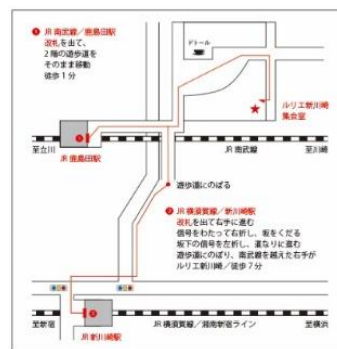 ❶ JR 南武線／鹿島田駅
改札を出て、
2階の遊歩道を
そのまま移動
徒歩1分
ドトール
ルリエ新川崎
集会室
❶
至立川
JR 鹿島田駅
JR 南武線
至川崎
遊歩道にのぼる
❷ JR 横須賀線／新川崎駅
改札を出て右手に進む
信号をわたって右折し、坂をくだる
坂下の信号を左折し、道なりに進む
遊歩道にのぼり、南武線を越えた右手が
ルリエ新川崎／徒歩7分
❷
至新宿
JR 新川崎駅
JR 横須賀線／湘南新宿ライン
至横浜